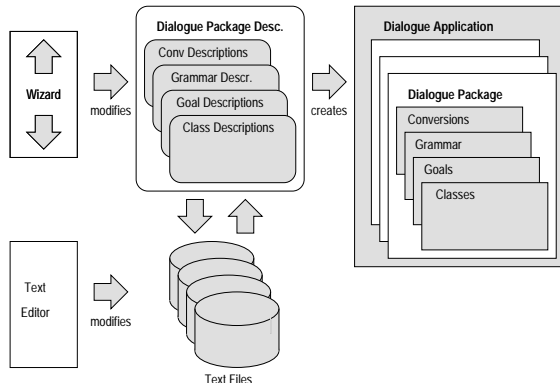 Dialogue Package Desc.
Conv Descriptions
Grammar Descr.
Goal Descriptions
Class Descriptions
Wizard
modifies
creates
Dialogue Application
Dialogue Package
Conversions
Grammar
Goals
Classes
Text
Editor
modifies
Text Files